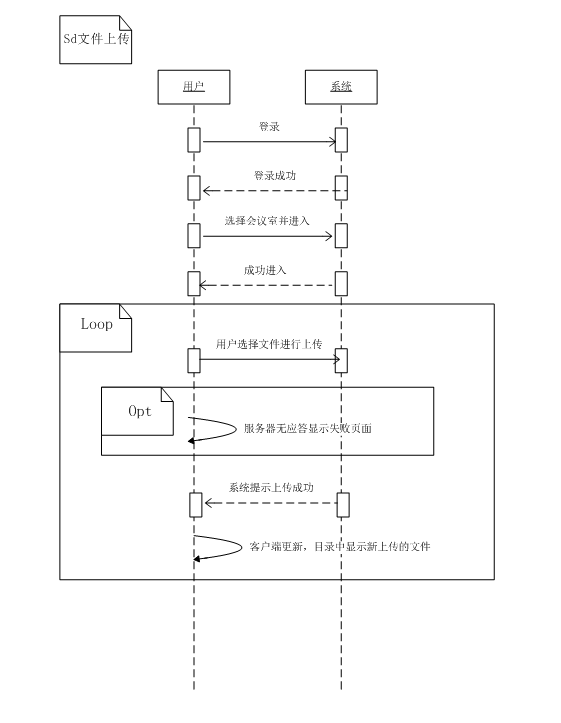 Sd文件上传
用户
系统
登录
登录成功
选择会议室并进入
成功进入
Loop
用户选择文件进行上传
Opt
服务器无应答显示失败页面
系统提示上传成功
客户端更新，目录中显示新上传的文件